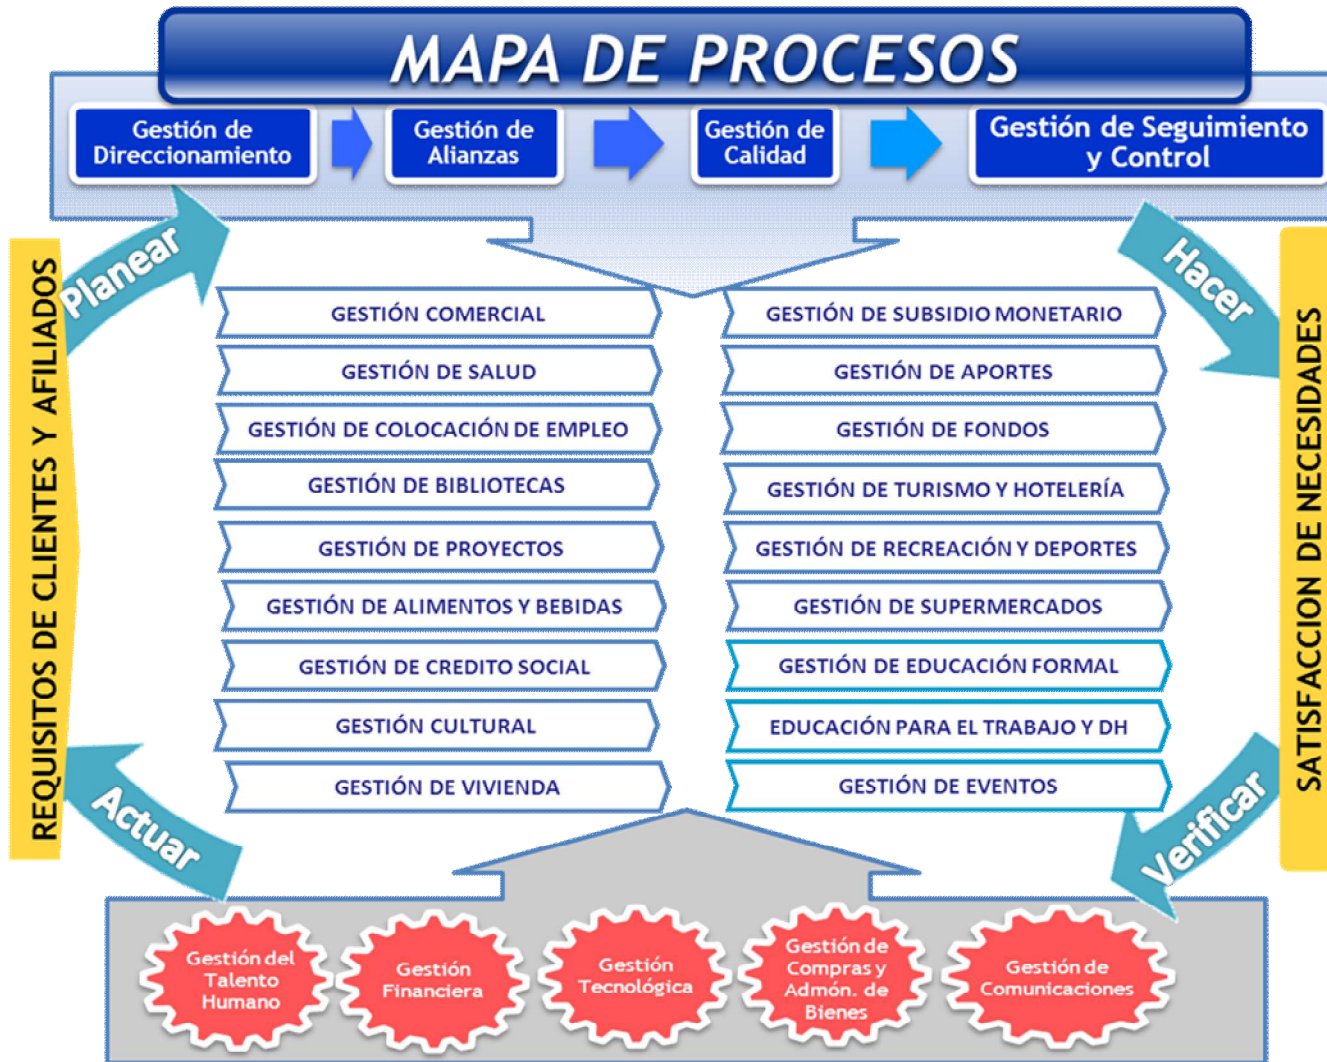 MAPA DE PROCESOS
Gestión de
Direccionamiento
Gestión de
Alianzas
Gestión de
Calidad
Gestión de Seguimiento
y Control
Planear
Hacer
REQUISITOS DE CLIENTES Y AFILIADOS
SATISFACCION DE NECESIDADES
GESTIÓN COMERCIAL
GESTIÓN DE SALUD
GESTIÓN DE COLOCACIÓN DE EMPLEO
GESTIÓN DE BIBLIOTECAS
GESTIÓN DE PROYECTOS
GESTIÓN DE ALIMENTOS Y BEBIDAS
GESTIÓN DE CREDITO SOCIAL
GESTIÓN CULTURAL
GESTIÓN DE VIVIENDA
GESTIÓN DE SUBSIDIO MONETARIO
GESTIÓN DE APORTES
GESTIÓN DE FONDOS
GESTIÓN DE TURISMO Y HOTELERÍA
GESTIÓN DE RECREACIÓN Y DEPORTES
GESTIÓN DE SUPERMERCADOS
GESTIÓN DE EDUCACIÓN FORMAL
EDUCACIÓN PARA EL TRABAJO Y DH
GESTIÓN DE EVENTOS
Actuar
Verificar
Gestión del
Talento
Humano
Gestión
Financiera
Gestión
Tecnológica
Gestión de
Compras y
Admón. de
Bienes
Gestión de
Comunicaciones